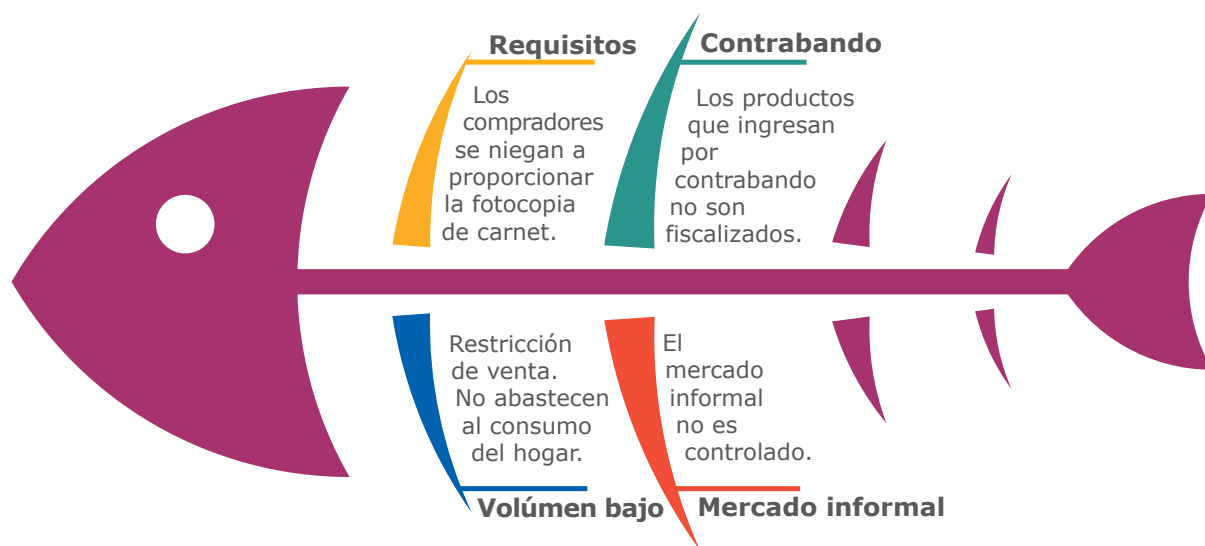 Requisitos
Los
compradores
se niegan a
proporcionar
la fotocopia
de carnet.
Contrabando
Los productos
que ingresan
por
contrabando
no son
fiscalizados.
Restricción
de venta.
No abastecen
al consumo
del hogar.
Volúmen bajo
El
mercado
informal
no es
controlado.
Mercado informal